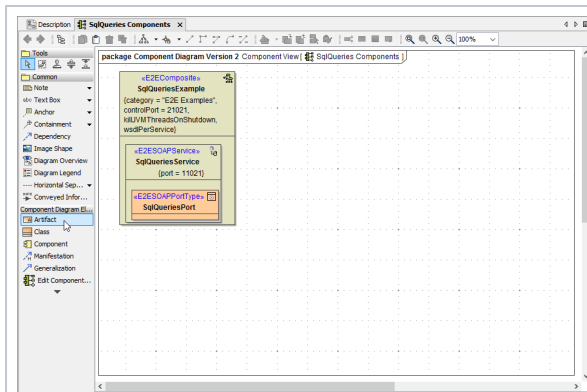 Description
SqlQueries Components
100%
Tools
Common
Note
abc Text Box
Anchor
Containment
Dependency
Image Shape
Diagram Overview
Diagram Legend
Horizontal Sep...
Conveyed Infor...
Component Diagram El...
Artifact
Class
Component
Manifestation
Generalization
Edit Component...
package Component Diagram Version 2 Component View[ SqlQueries Components ]
«E2EComposite»
SqlQueriesExample
{category = "E2E Examples",
controlPort = 21021,
killJVMThreadsOnShutdown,
wsdlPerService}
«E2ESOAPService»
SqlQueriesService
{port = 11021}
«E2ESOAPPortType»
SqlQueriesPort